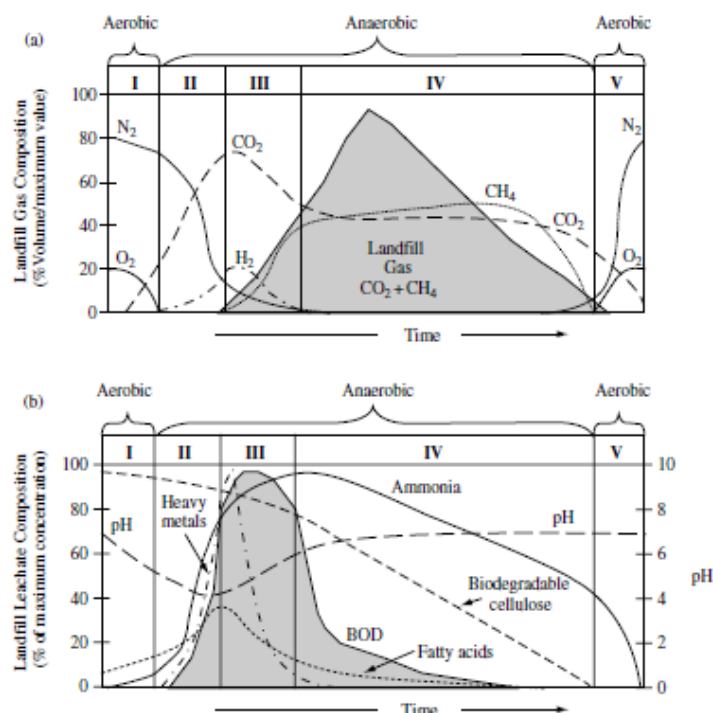 (a)
Aerobic
Anaerobic
Aerobic
I
II
III
IV
V
Landfill Gas Composition
(%Volume/maximum value)
100
80
60
40
20
0
N2
O2
CO2
H2
CH4
CO2
N2
O2
Landfill
Gas
CO2 + CH4
Time
(b)
Aerobic
Anaerobic
Aerobic
I
II
III
IV
V
Landfill Leachate Composition
(% of maximum concentration)
100
80
60
40
20
0
Heavy
metals
pH
Ammonia
pH
Biodegradable
cellulose
BOD
Fatty acids
10
8
6
4
2
0
pH
Time